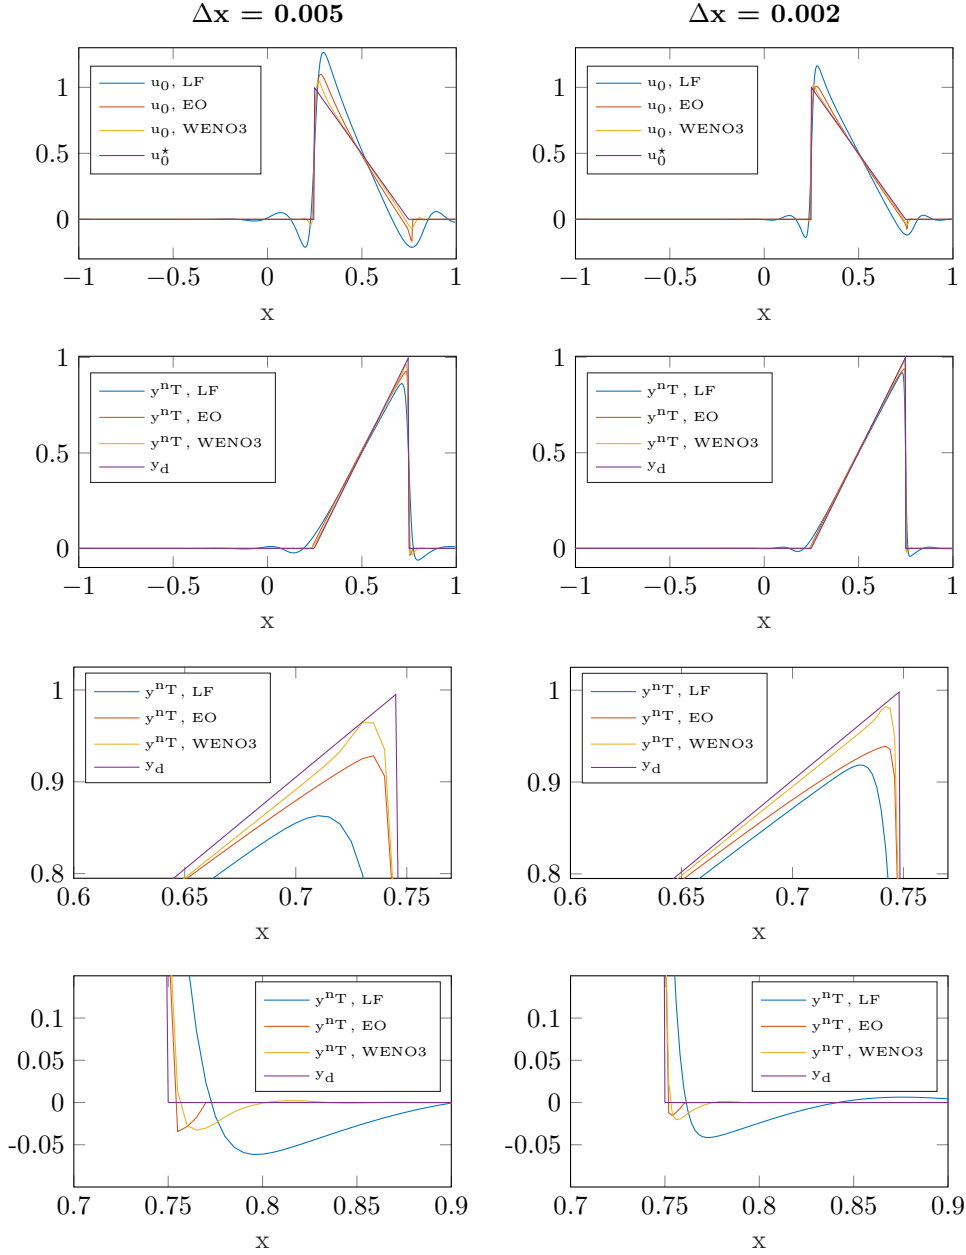 Δx = 0.005
Δx = 0.002
u₀, LF
u₀, EO
u₀, WENO3
u₀⋆
1
0.5
0
−1 −0.5 0 0.5 1
x
u₀, LF
u₀, EO
u₀, WENO3
u₀⋆
1
0.5
0
−1 −0.5 0 0.5 1
x
yⁿT, LF
yⁿT, EO
yⁿT, WENO3
y_d
1
0.5
0
−1 −0.5 0 0.5 1
x
yⁿT, LF
yⁿT, EO
yⁿT, WENO3
y_d
1
0.5
0
−1 −0.5 0 0.5 1
x
yⁿT, LF
yⁿT, EO
yⁿT, WENO3
y_d
1
0.9
0.8
0.6 0.65 0.7 0.75
x
yⁿT, LF
yⁿT, EO
yⁿT, WENO3
y_d
1
0.9
0.8
0.6 0.65 0.7 0.75
x
yⁿT, LF
yⁿT, EO
yⁿT, WENO3
y_d
0.1
0.05
0
-0.05
0.7 0.75 0.8 0.85 0.9
x
yⁿT, LF
yⁿT, EO
yⁿT, WENO3
y_d
0.1
0.05
0
-0.05
0.7 0.75 0.8 0.85 0.9
x